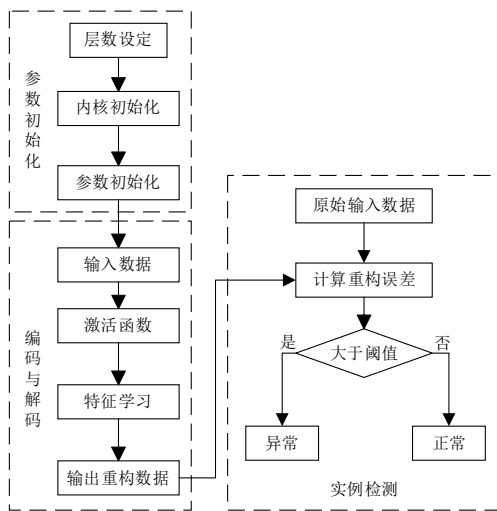 层数设定
内核初始化
参数初始化
参数初始化
输入数据
激活函数
特征学习
输出重构数据
编码与解码
原始输入数据
计算重构误差
大于阈值
是
否
异常
正常
实例检测